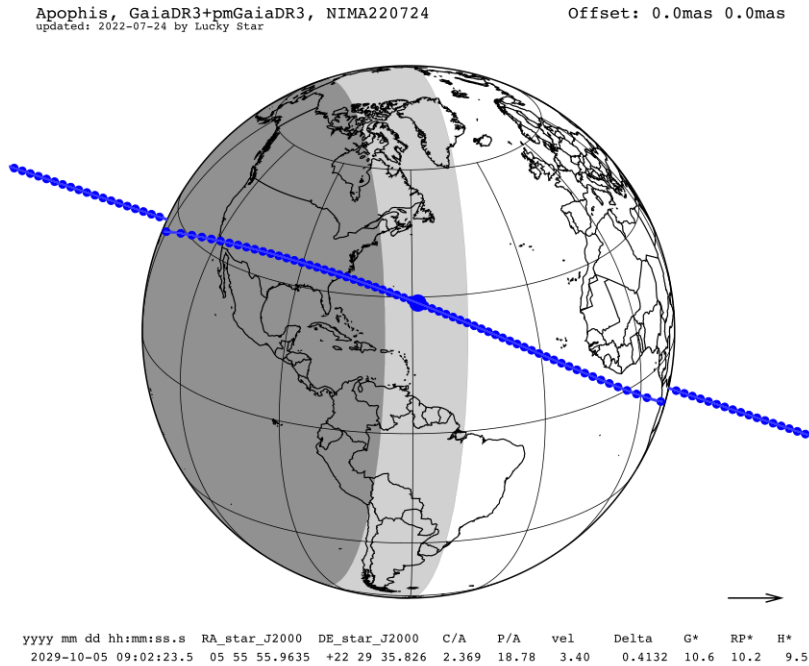 Apophis, GaiaDR3+pmGaiaDR3, NIMA220724 Offset: 0.0mas 0.0mas
updated: 2022-07-24 by Lucky Star
yyyy mm dd hh:mm:ss.s RA_star_J2000 DE_star_J2000 C/A P/A vel Delta G* RP* H*
2029-10-05 09:02:23.5 05 55 55.9635 +22 29 35.826 2.369 18.78 3.40 0.4132 10.6 10.2 9.5